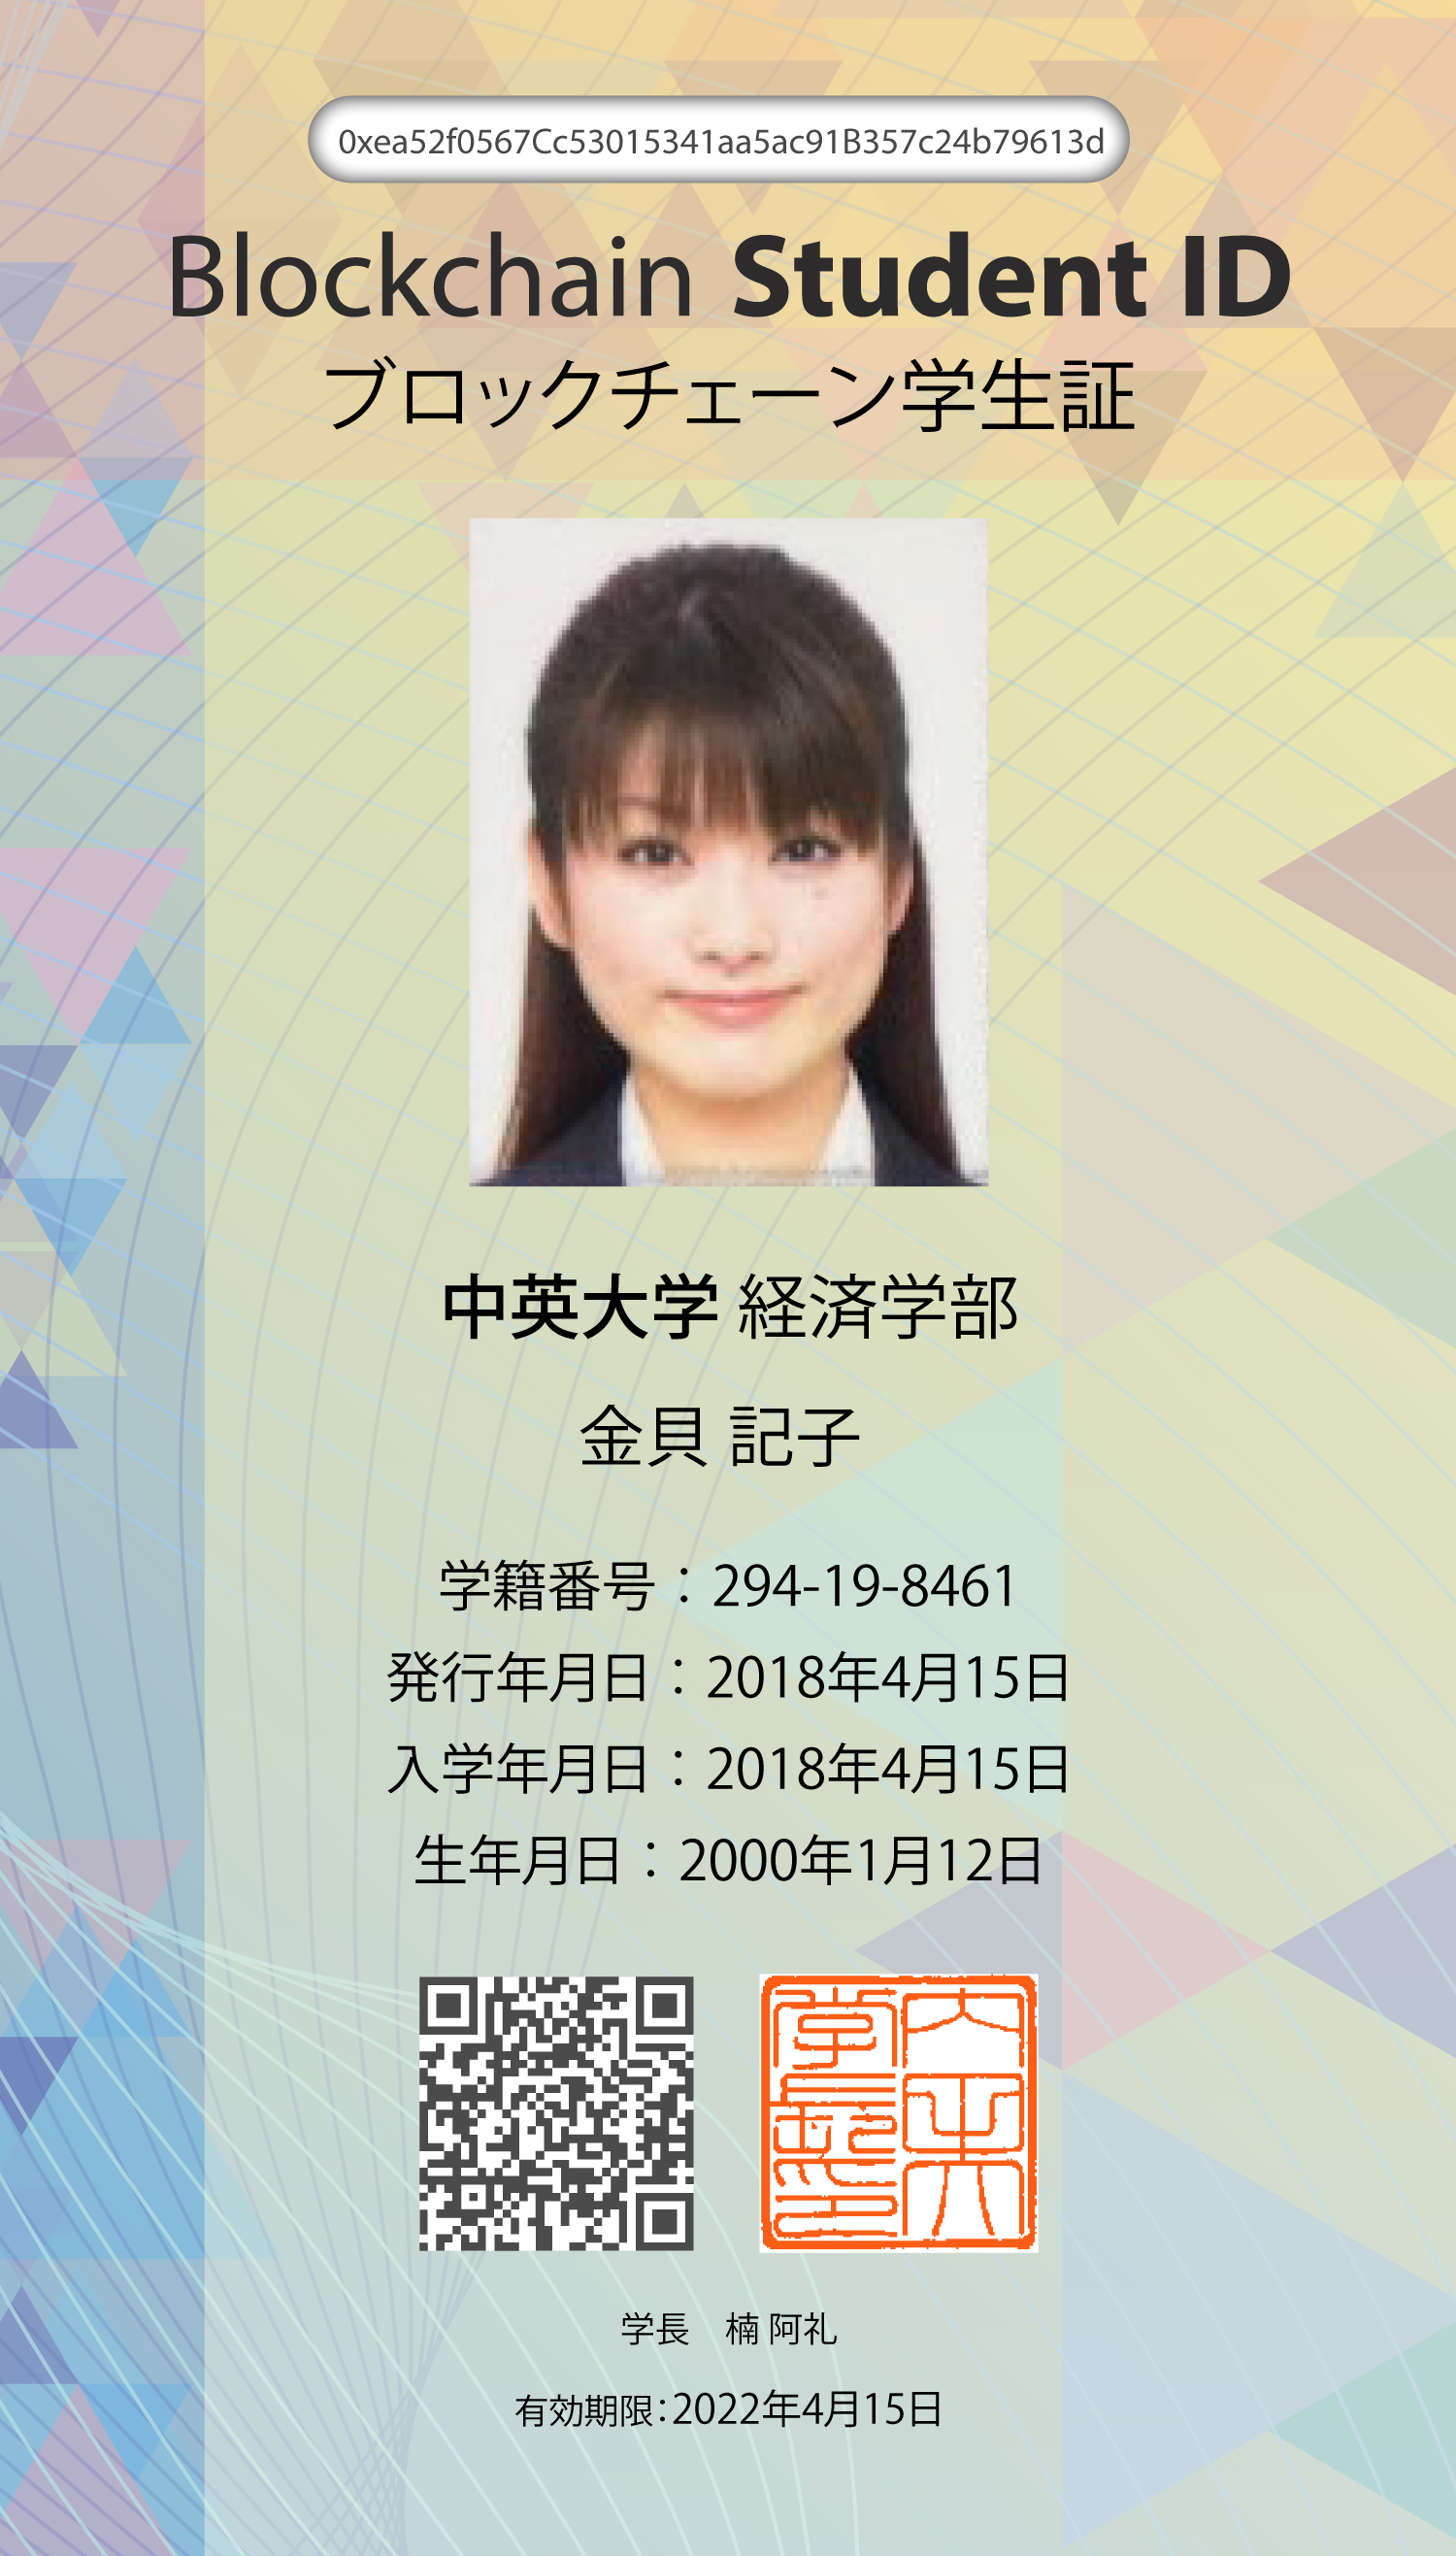 0xea52f0567Cc53015341aa5ac91B357c24b79613d
Blockchain Student ID
ブロックチェーン学生証
中英大学 経済学部
金貝 記子
学籍番号：294-19-8461
発行年月日：2018年4月15日
入学年月日：2018年4月15日
生年月日：2000年1月12日
学長　楠 阿礼
有効期限：2022年4月15日